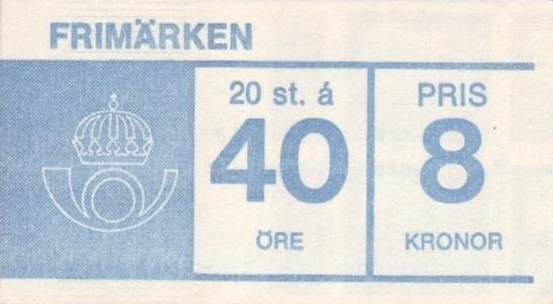 FRIMÄRKEN
20 st. á
40
ÖRE
PRIS
8
KRONOR